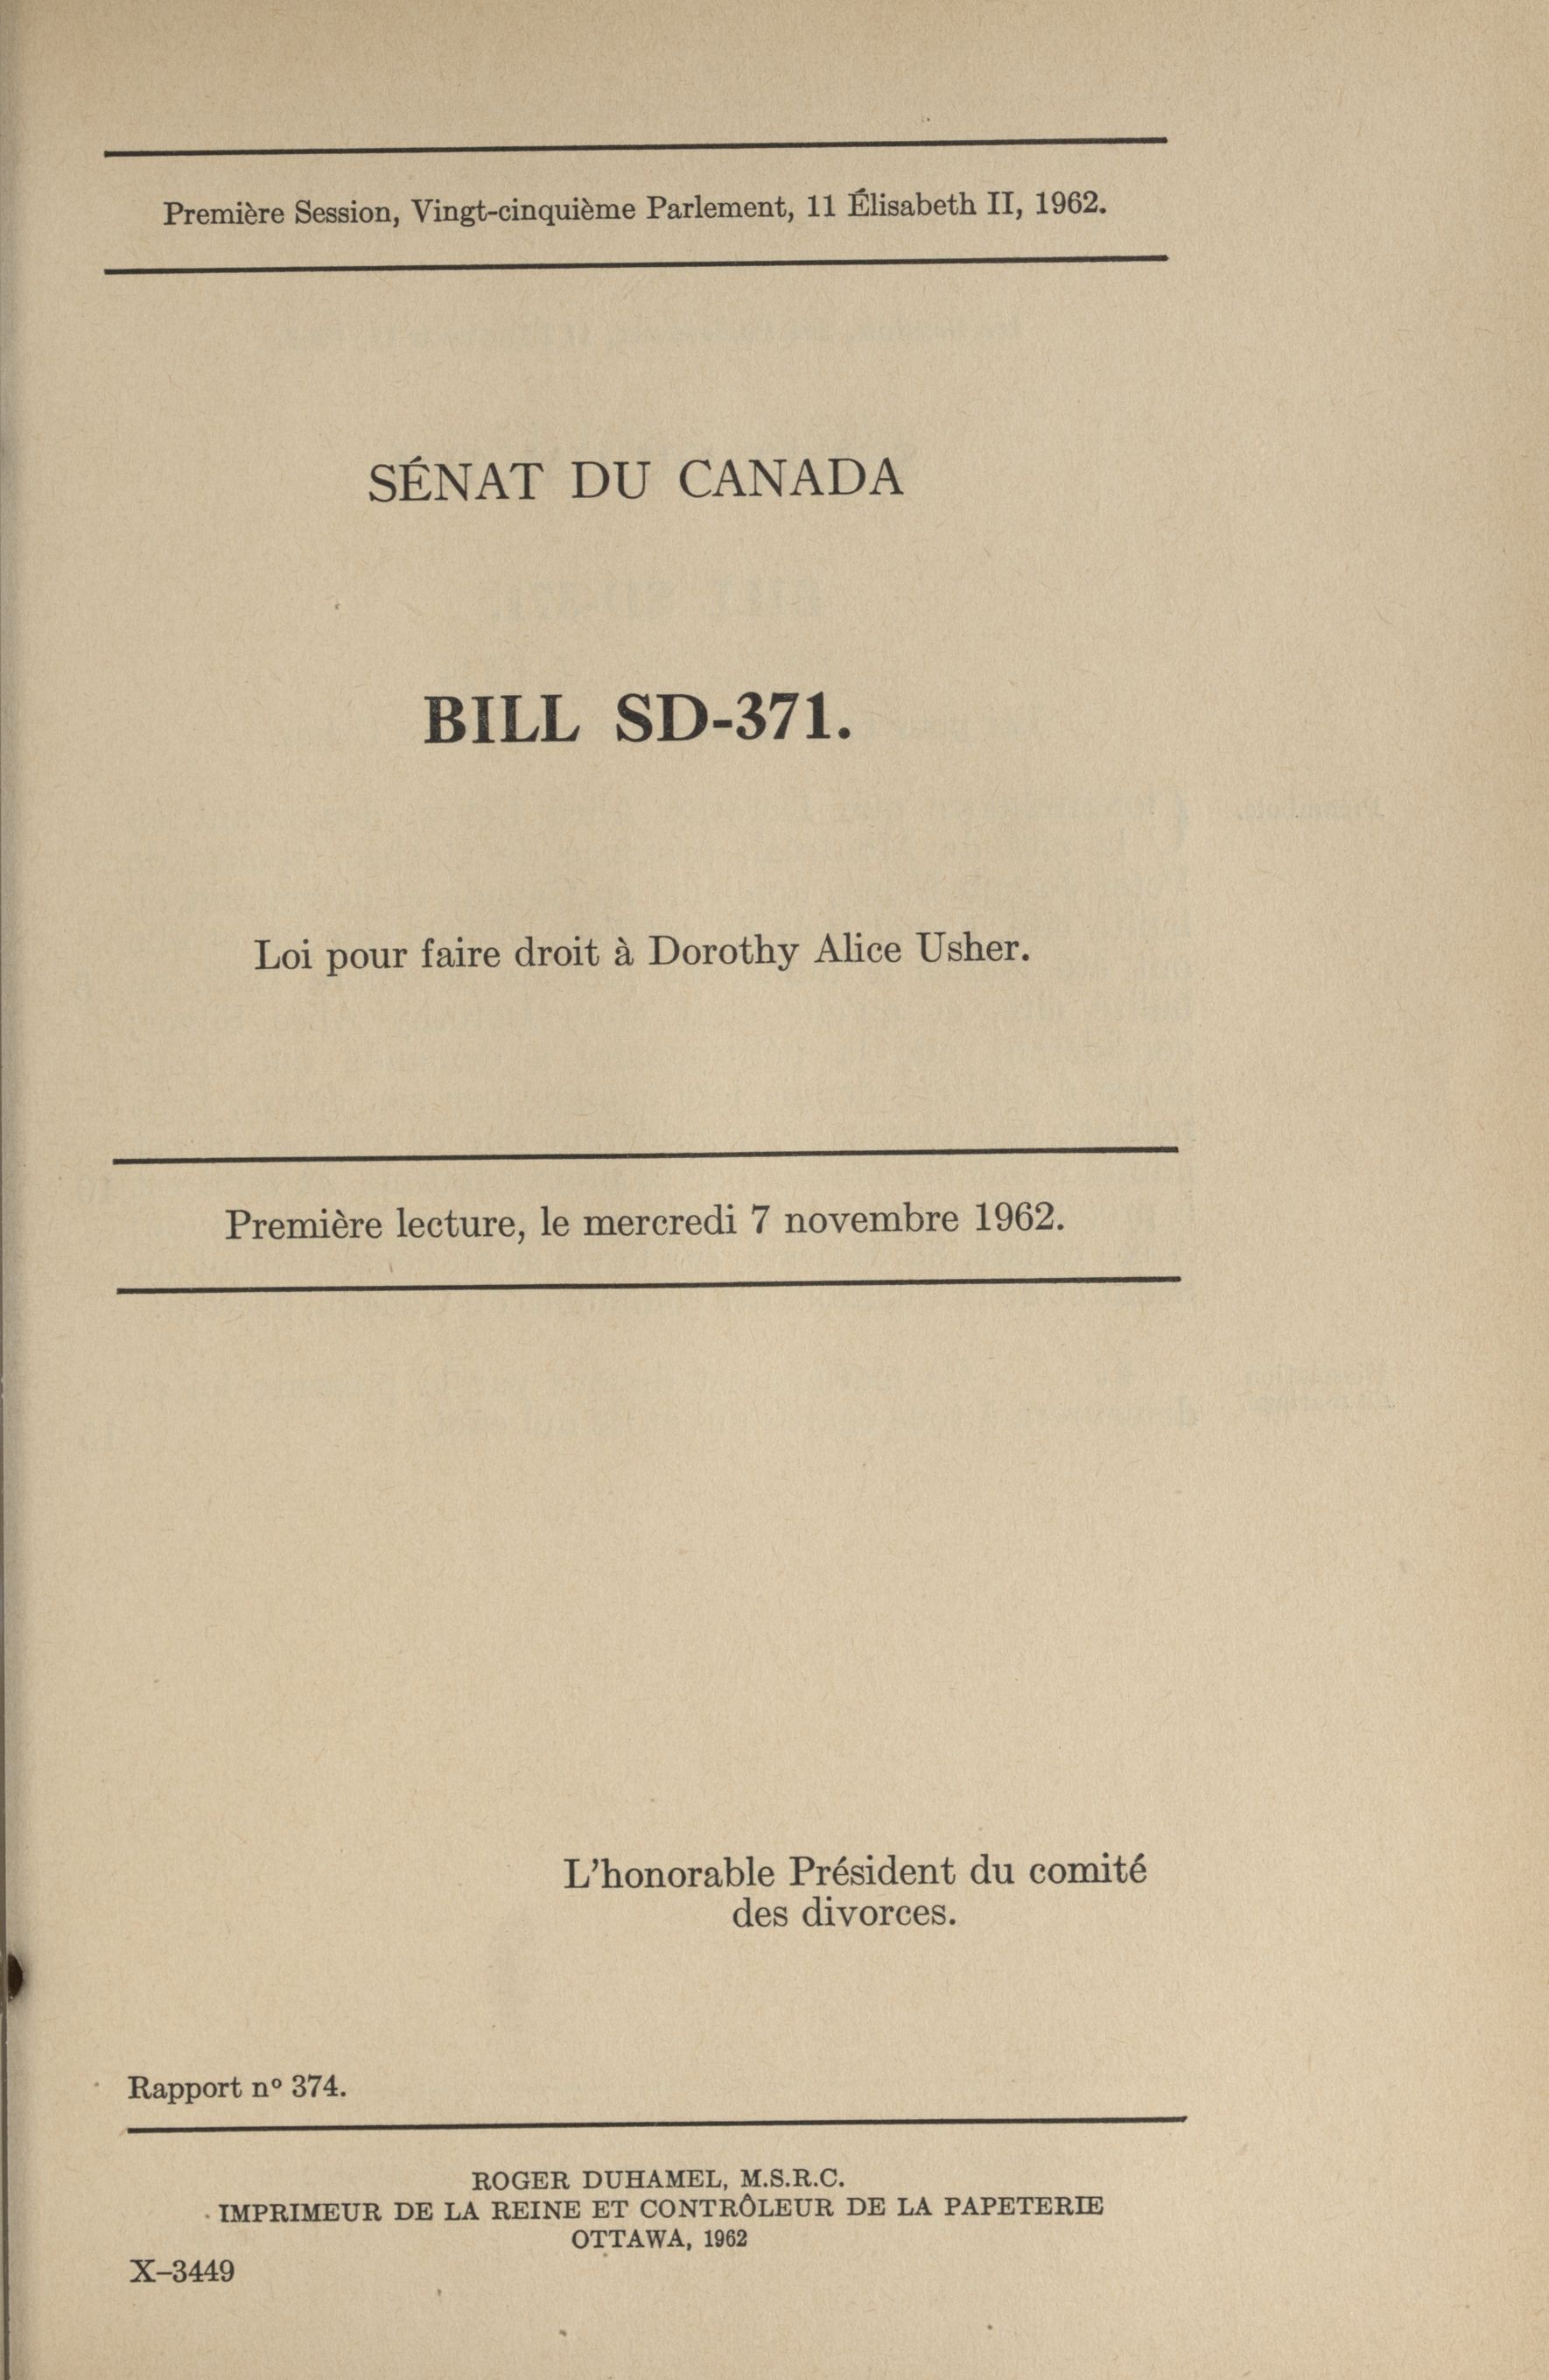 Première Session, Vingt-cinquième Parlement, 11 Élisabeth II, 1962.
SÉNAT DU CANADA
BILL SD-371.
Loi pour faire droit à Dorothy Alice Usher.
Première lecture, le mercredi 7 novembre 1962.
L'honorable Président du comité
des divorces.
Rapport nº 374.
ROGER DUHAMEL, M.S.R.C.
IMPRIMEUR DE LA REINE ET CONTRÔLEUR DE LA PAPETERIE
OTTAWA, 1962
X-3449